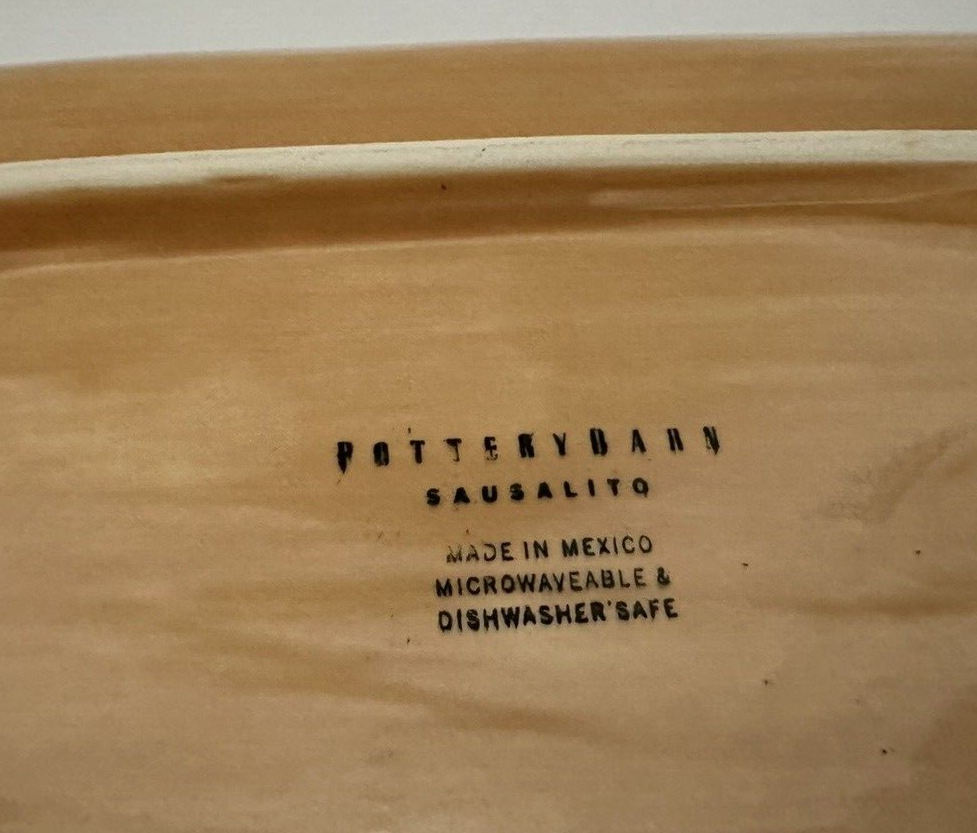 POTTERYBARN
SAUSALITO
MADE IN MEXICO
MICROWAVEABLE &
DISHWASHER SAFE